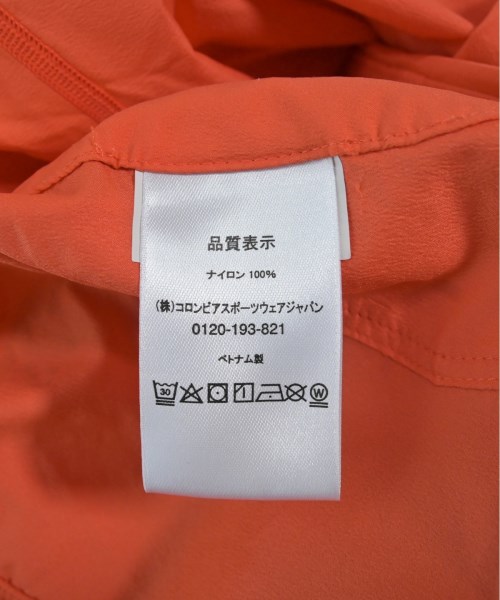 品質表示
ナイロン 100%
(株)コロンビアスポーツウェアジャパン
0120-193-821
ベトナム製
30 W